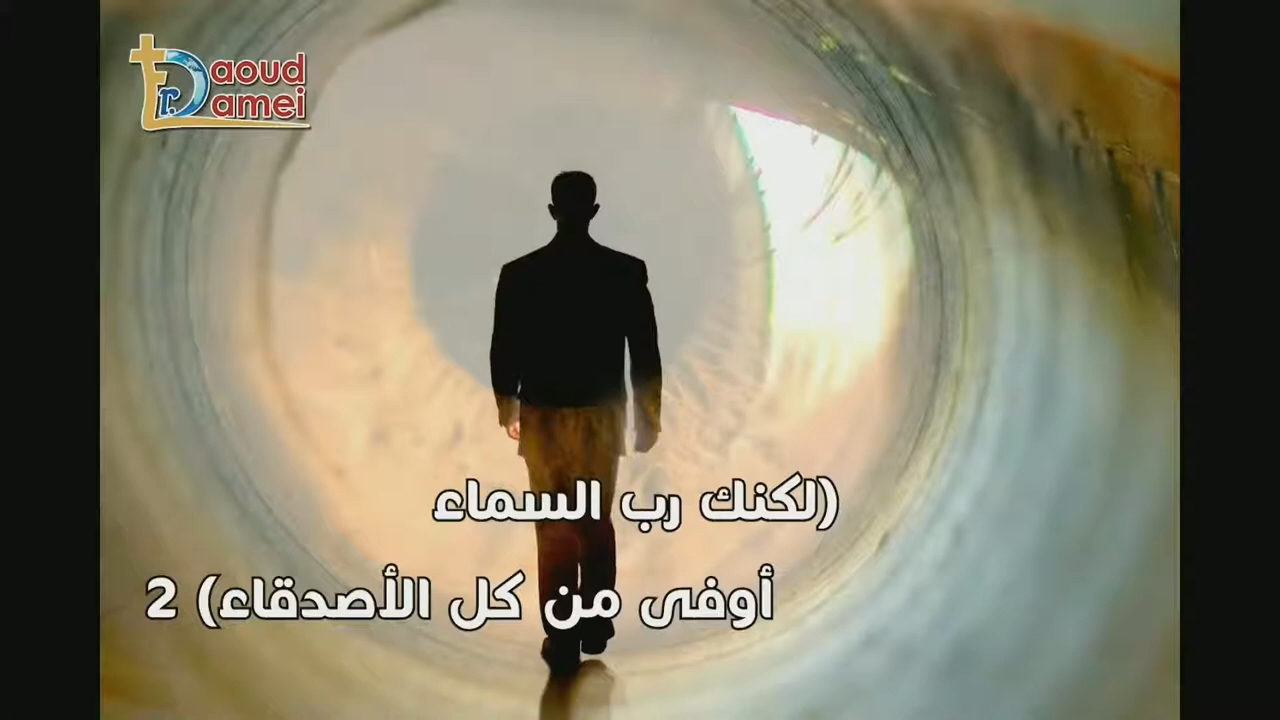 Fr. Daoud
Lamei
(لكنك رب السماء
أوفى من كل الأصدقاء) 2